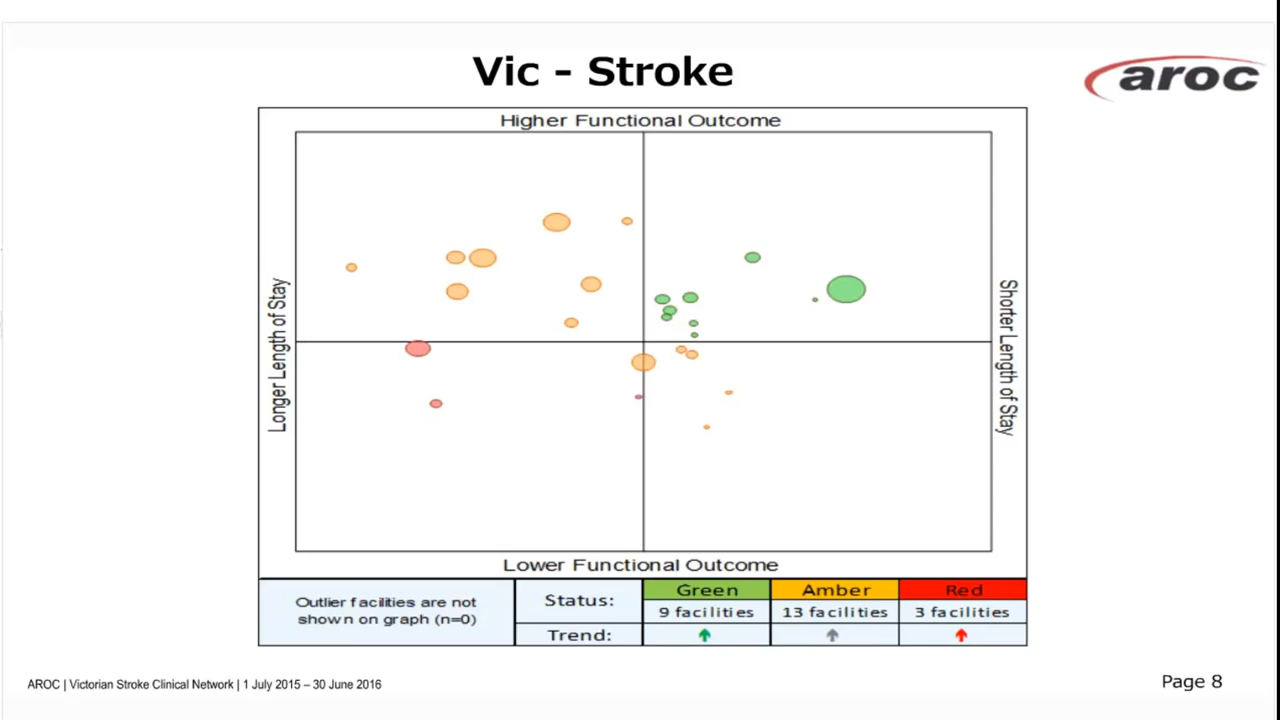 Vic - Stroke
aroc
Higher Functional Outcome
Longer Length of Stay
Shorter Length of Stay
Lower Functional Outcome
Outlier facilities are not
shown on graph (n=0)
Status:
Green
Amber
Red
9 facilities
13 facilities
3 facilities
Trend:
AROC | Victorian Stroke Clinical Network | 1 July 2015 – 30 June 2016
Page 8